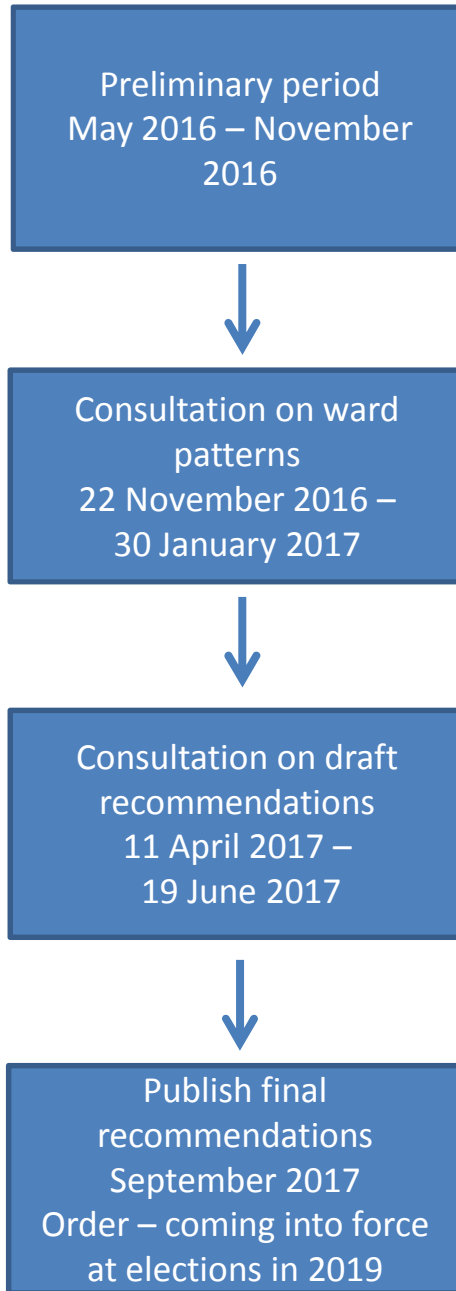 Preliminary period
May 2016 – November
2016
Consultation on ward
patterns
22 November 2016 –
30 January 2017
Consultation on draft
recommendations
11 April 2017 –
19 June 2017
Publish final
recommendations
September 2017
Order – coming into force
at elections in 2019